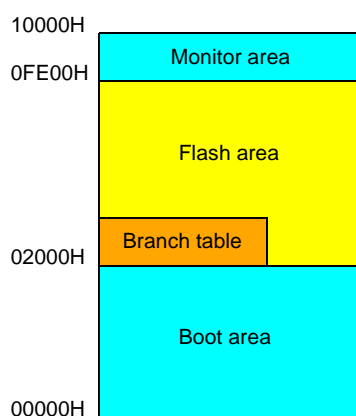 10000H
Monitor area
0FE00H
Flash area
Branch table
02000H
Boot area
00000H